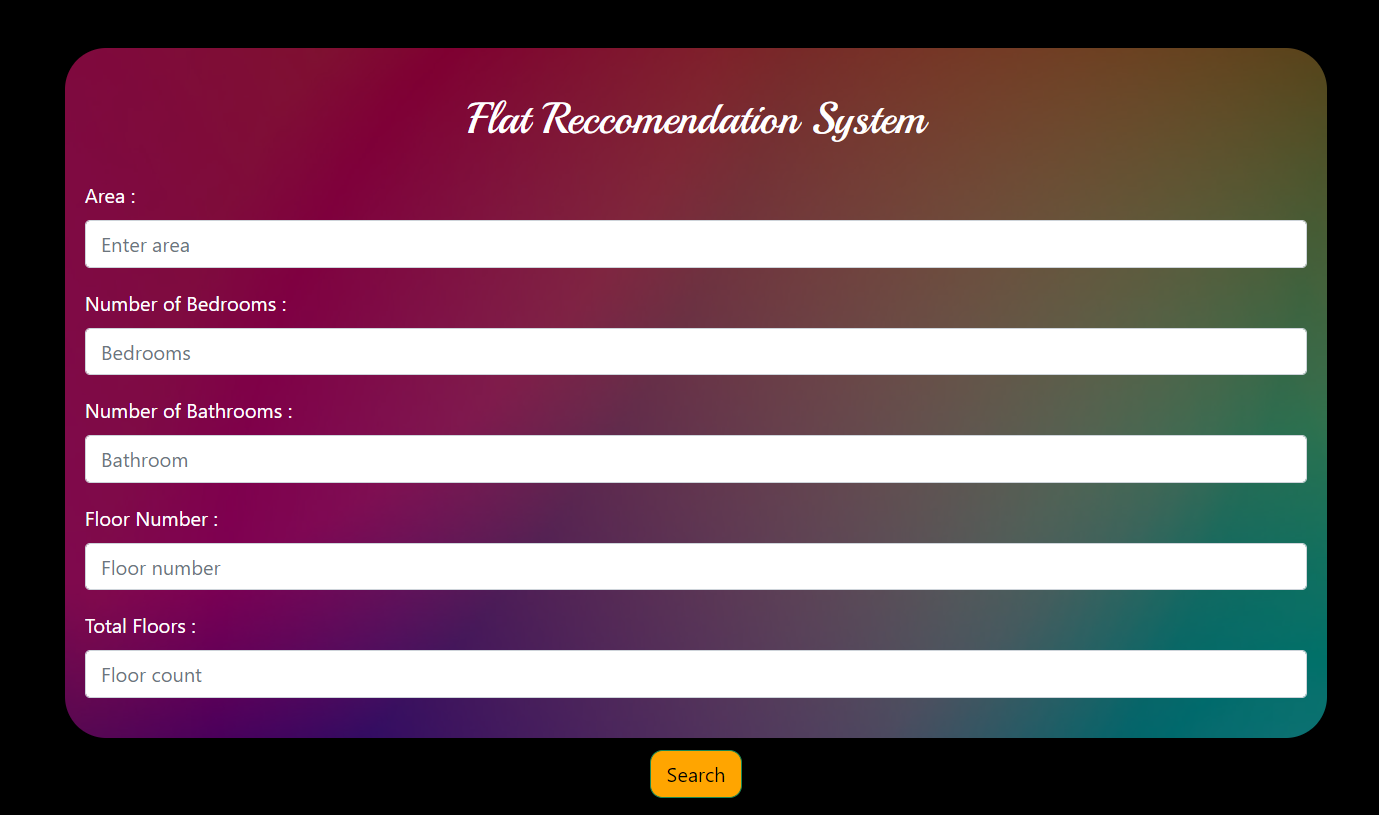 Flat Reccomendation System
Area :
Enter area
Number of Bedrooms :
Bedrooms
Number of Bathrooms :
Bathroom
Floor Number :
Floor number
Total Floors :
Floor count
Search